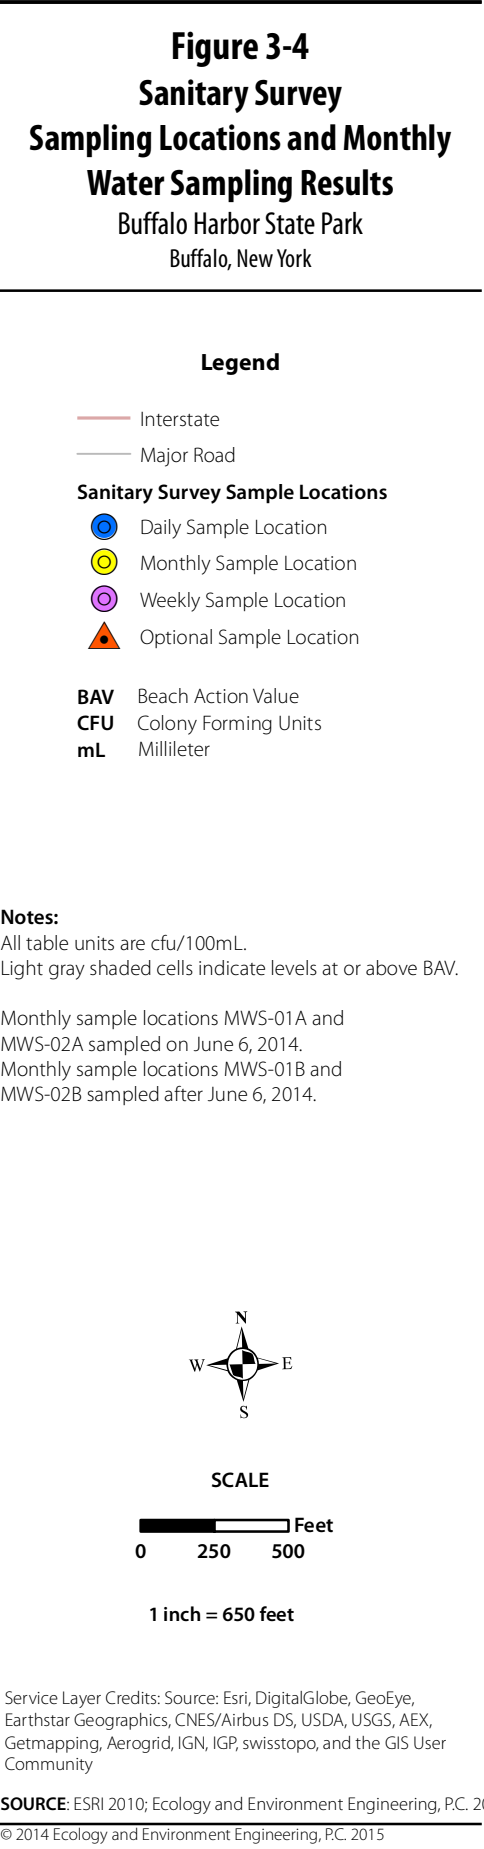 Figure 3-4
Sanitary Survey
Sampling Locations and Monthly
Water Sampling Results
Buffalo Harbor State Park
Buffalo, New York
Legend
Interstate
Major Road
Sanitary Survey Sample Locations
Daily Sample Location
Monthly Sample Location
Weekly Sample Location
Optional Sample Location
BAV Beach Action Value
CFU Colony Forming Units
mL Millileter
Notes:
All table units are cfu/100mL.
Light gray shaded cells indicate levels at or above BAV.
Monthly sample locations MWS-01A and
MWS-02A sampled on June 6, 2014.
Monthly sample locations MWS-01B and
MWS-02B sampled after June 6, 2014.
N
W E
S
SCALE
Feet
0 250 500
1 inch = 650 feet
Service Layer Credits: Source: Esri, DigitalGlobe, GeoEye,
Earthstar Geographics, CNES/Airbus DS, USDA, USGS, AEX,
Getmapping, Aerogrid, IGN, IGP, swisstopo, and the GIS User
Community
SOURCE: ESRI 2010; Ecology and Environment Engineering, P.C.
© 2014 Ecology and Environment Engineering, P.C. 2015